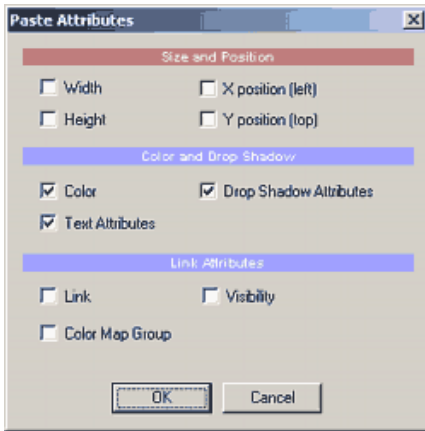 Paste Attributes
Size and Position
Width X position (left)
Height Y position (top)
Color and Drop Shadow
Color Drop Shadow Attributes
Text Attributes
Link Attributes
Link Visibility
Color Map Group
OK Cancel